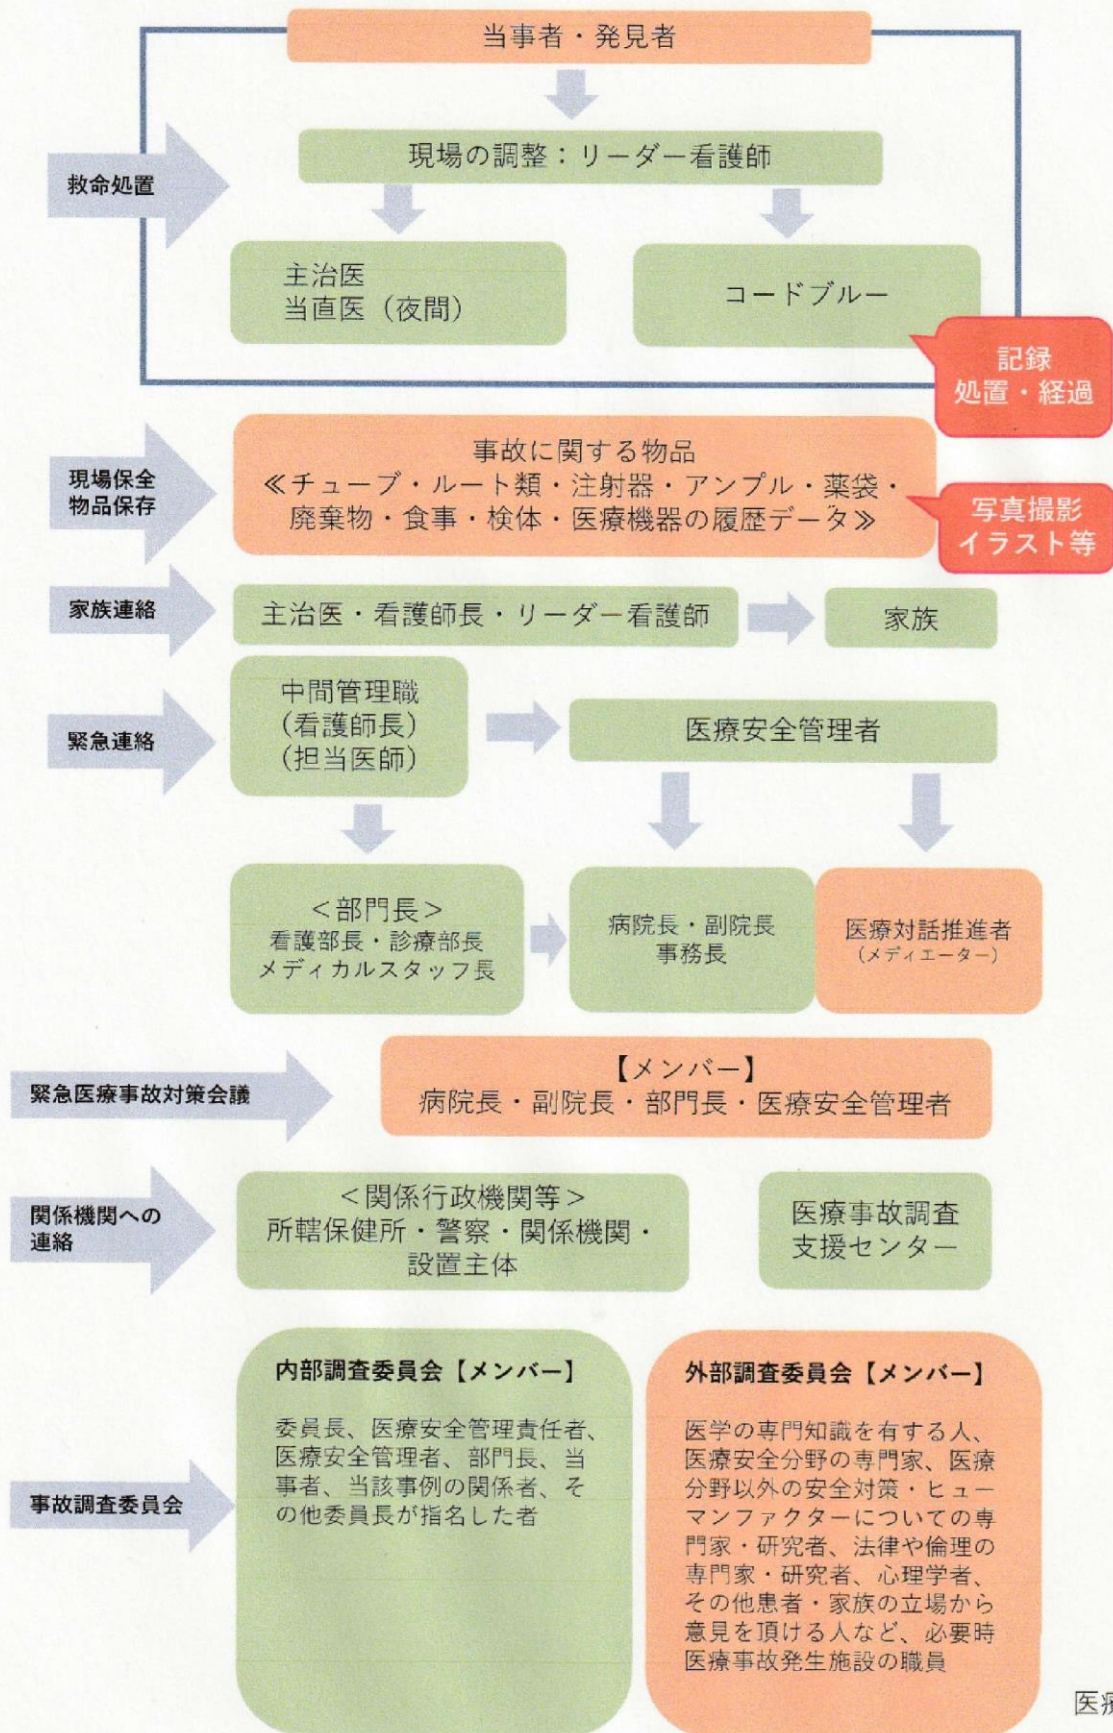 当事者・発見者
救命処置
現場の調整：リーダー看護師
主治医
当直医（夜間）
コードブルー
記録
処置・経過
現場保全
物品保存
事故に関する物品
≪チューブ・ルート類・注射器・アンプル・薬袋・
廃棄物・食事・検体・医療機器の履歴データ≫
写真撮影
イラスト等
家族連絡
主治医・看護師長・リーダー看護師
家族
緊急連絡
中間管理職
（看護師長）
（担当医師）
医療安全管理者
＜部門長＞
看護部長・診療部長
メディカルスタッフ長
病院長・副院長
事務長
医療対話推進者
（メディエーター）
緊急医療事故対策会議
【メンバー】
病院長・副院長・部門長・医療安全管理者
関係機関への
連絡
＜関係行政機関等＞
所轄保健所・警察・関係機関・
設置主体
医療事故調査
支援センター
事故調査委員会
内部調査委員会【メンバー】
委員長、医療安全管理責任者、
医療安全管理者、部門長、当
事者、当該事例の関係者、そ
の他委員長が指名した者
外部調査委員会【メンバー】
医学の専門知識を有する人、
医療安全分野の専門家、医療
分野以外の安全対策・ヒュー
マンファクターについての専
門家・研究者、法律や倫理の
専門家・研究者、心理学者、
その他患者・家族の立場から
意見を頂ける人など、必要時
医療事故発生施設の職員